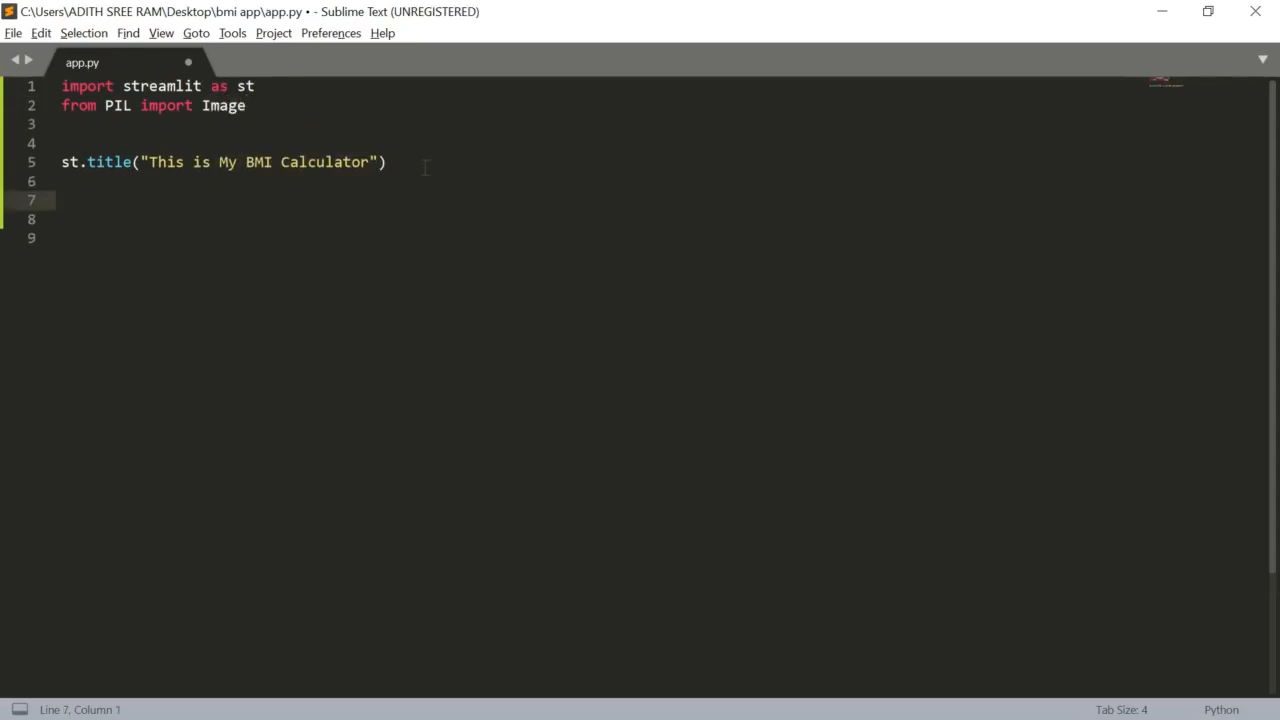 C:\Users\ADITH SREE RAM\Desktop\bmi app\app.py • - Sublime Text (UNREGISTERED)
File Edit Selection Find View Goto Tools Project Preferences Help
app.py
1 import streamlit as st
2 from PIL import Image
3
4
5 st.title("This is My BMI Calculator")
6
7
8
9
Line 7, Column 1 Tab Size: 4 Python